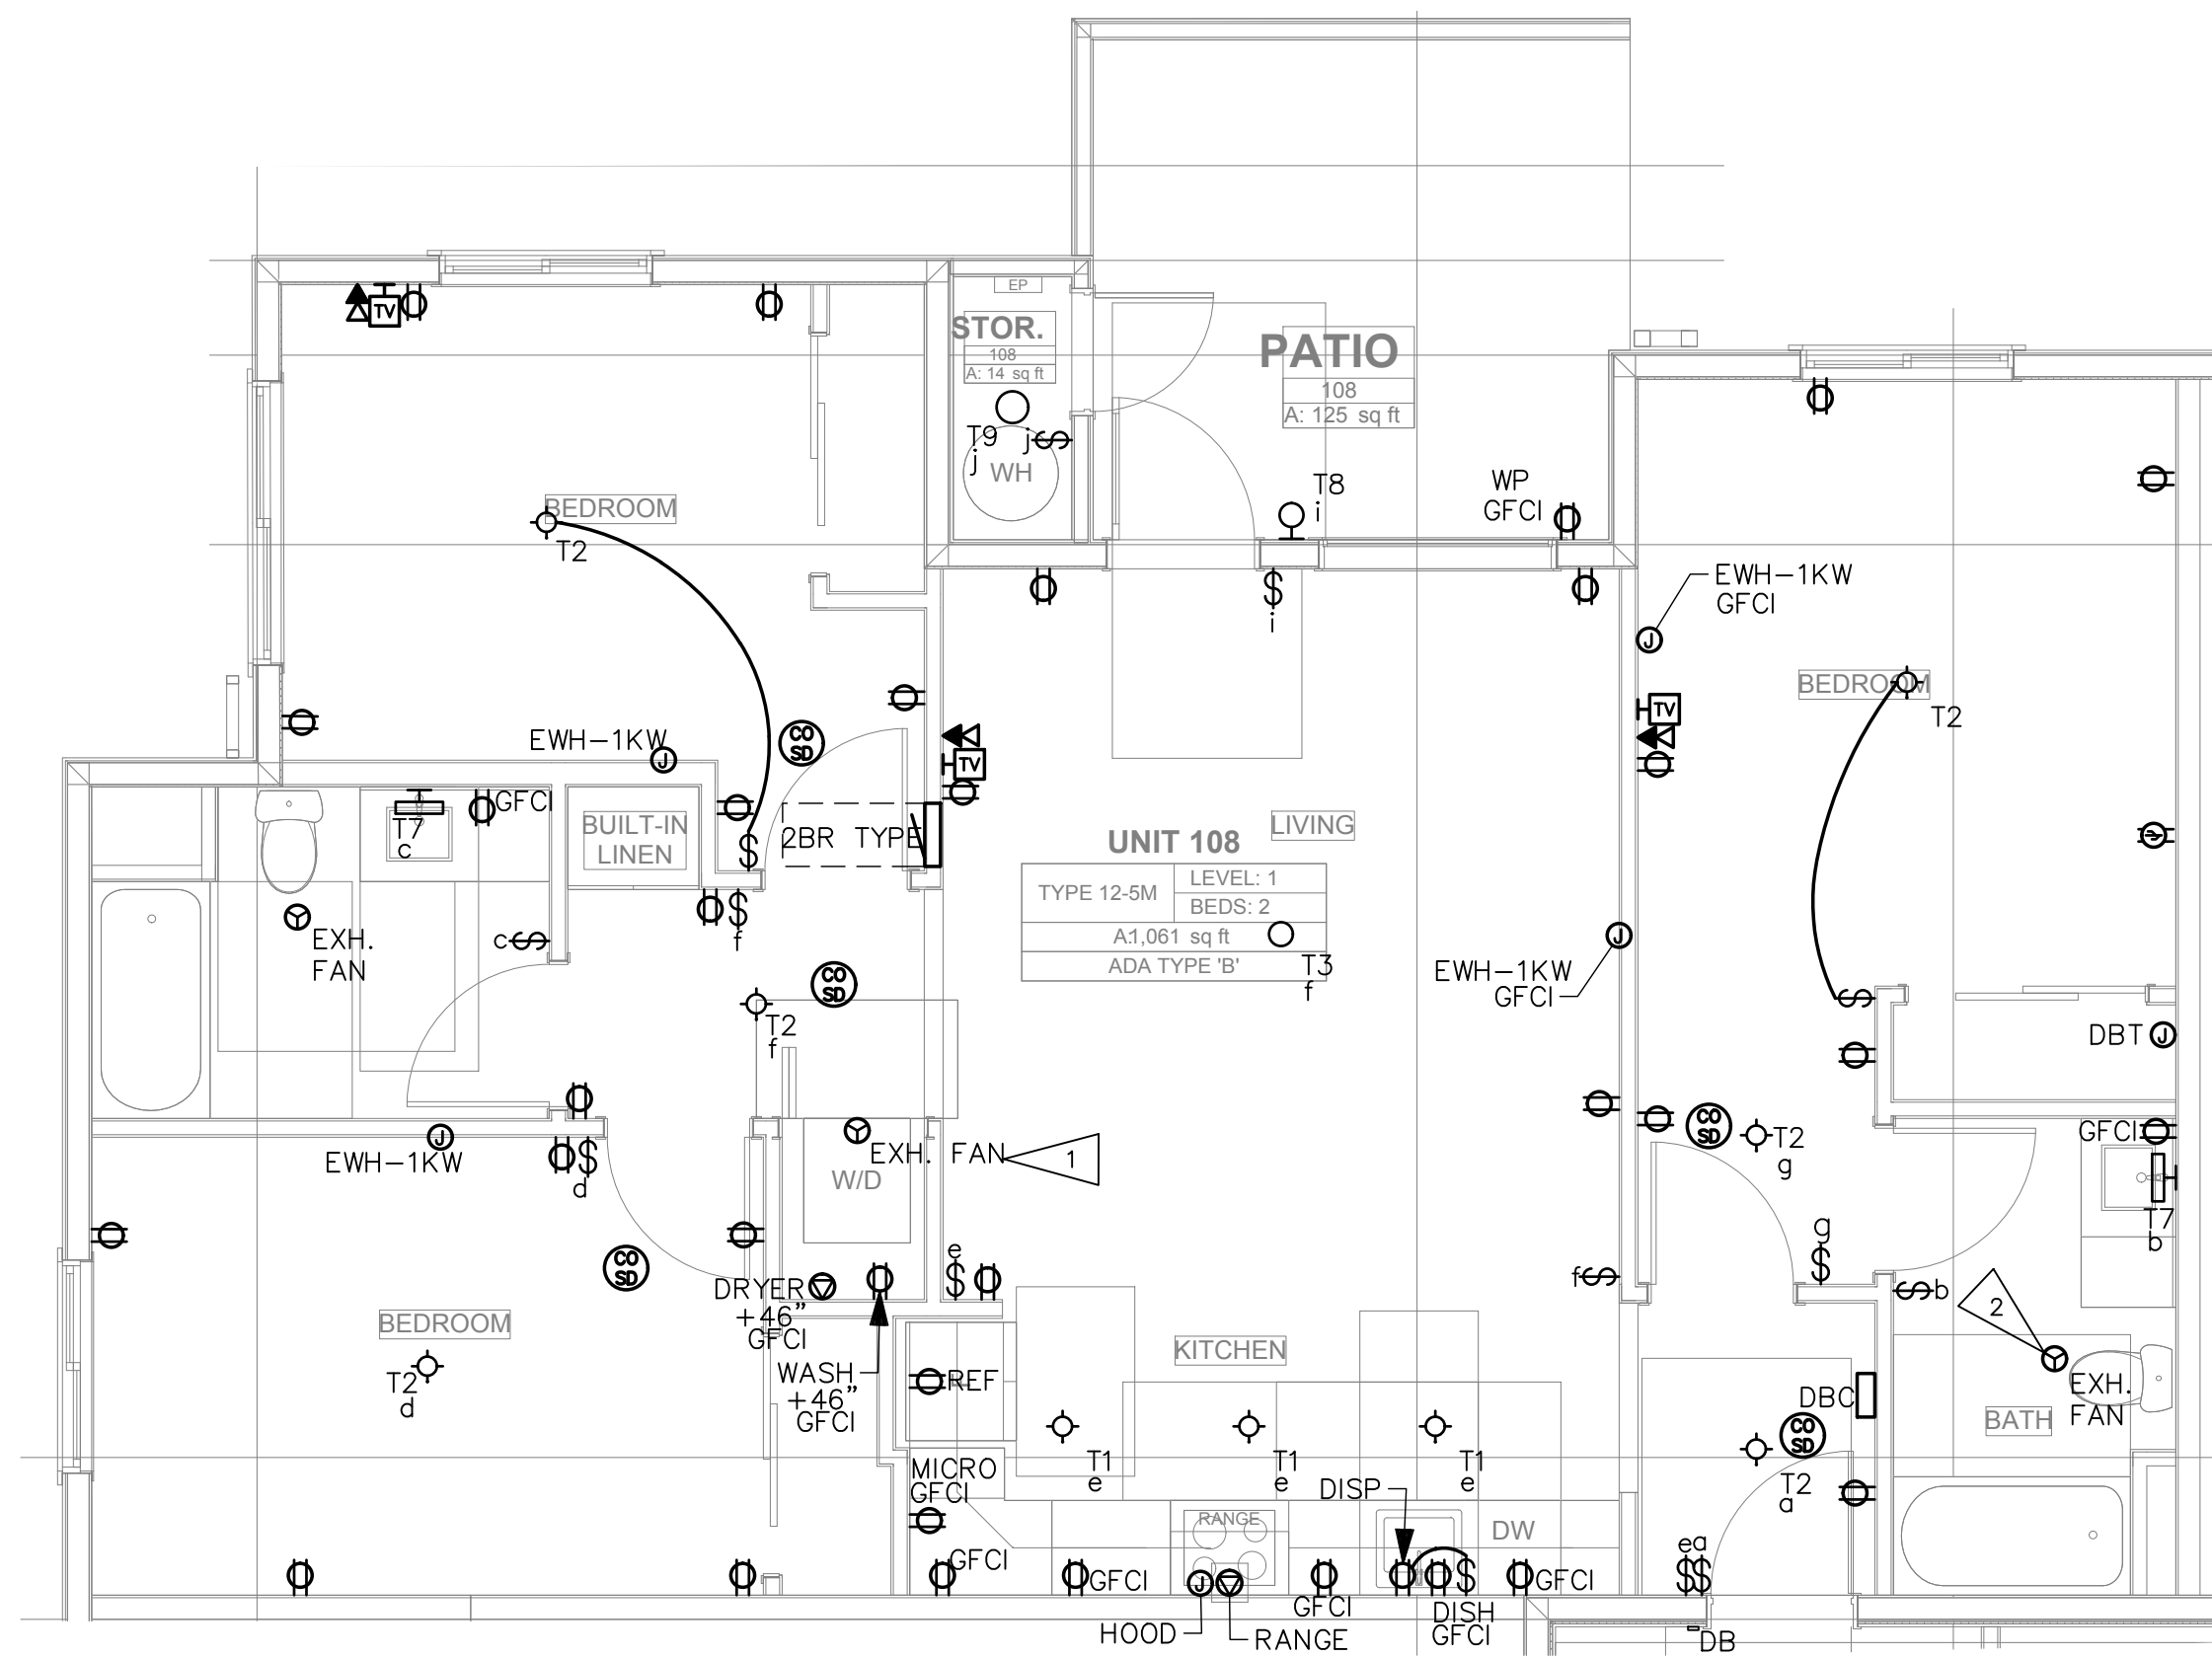 EP
STOR.
108
A: 14 sq ft
T9
j
j
WH
PATIO
108
A: 125 sq ft
T8
i
WP
GFCI
TV
BEDROOM
T2
i
EWH-1KW
GFCI
TV
BEDROOM
T2
EWH-1KW
J
CO
SD
TV
J
GFCI
T7
c
BUILT-IN
LINEN
2BR TYPE
UNIT 108
LIVING
TYPE 12-5M
LEVEL: 1
BEDS: 2
A:1,061 sq ft
ADA TYPE 'B'
T3
f
EXH.
FAN
c
f
CO
SD
T2
f
J
EWH-1KW
GFCI
J
DBT
J
CO
SD
T2
g
GFCI
T7
b
g
b
f
EWH-1KW
J
d
W/D
EXH. FAN
1
e
CO
SD
DRYER
+46"
GFCI
WASH
+46"
GFCI
BEDROOM
T2
d
REF
KITCHEN
2
EXH.
FAN
BATH
DBC
CO
SD
T2
a
T1
e
T1
e
T1
e
MICRO
GFCI
DISP
RANGE
DW
GFCI
GFCI
J
GFCI
GFCI
DISH
GFCI
HOOD
RANGE
ea
DB